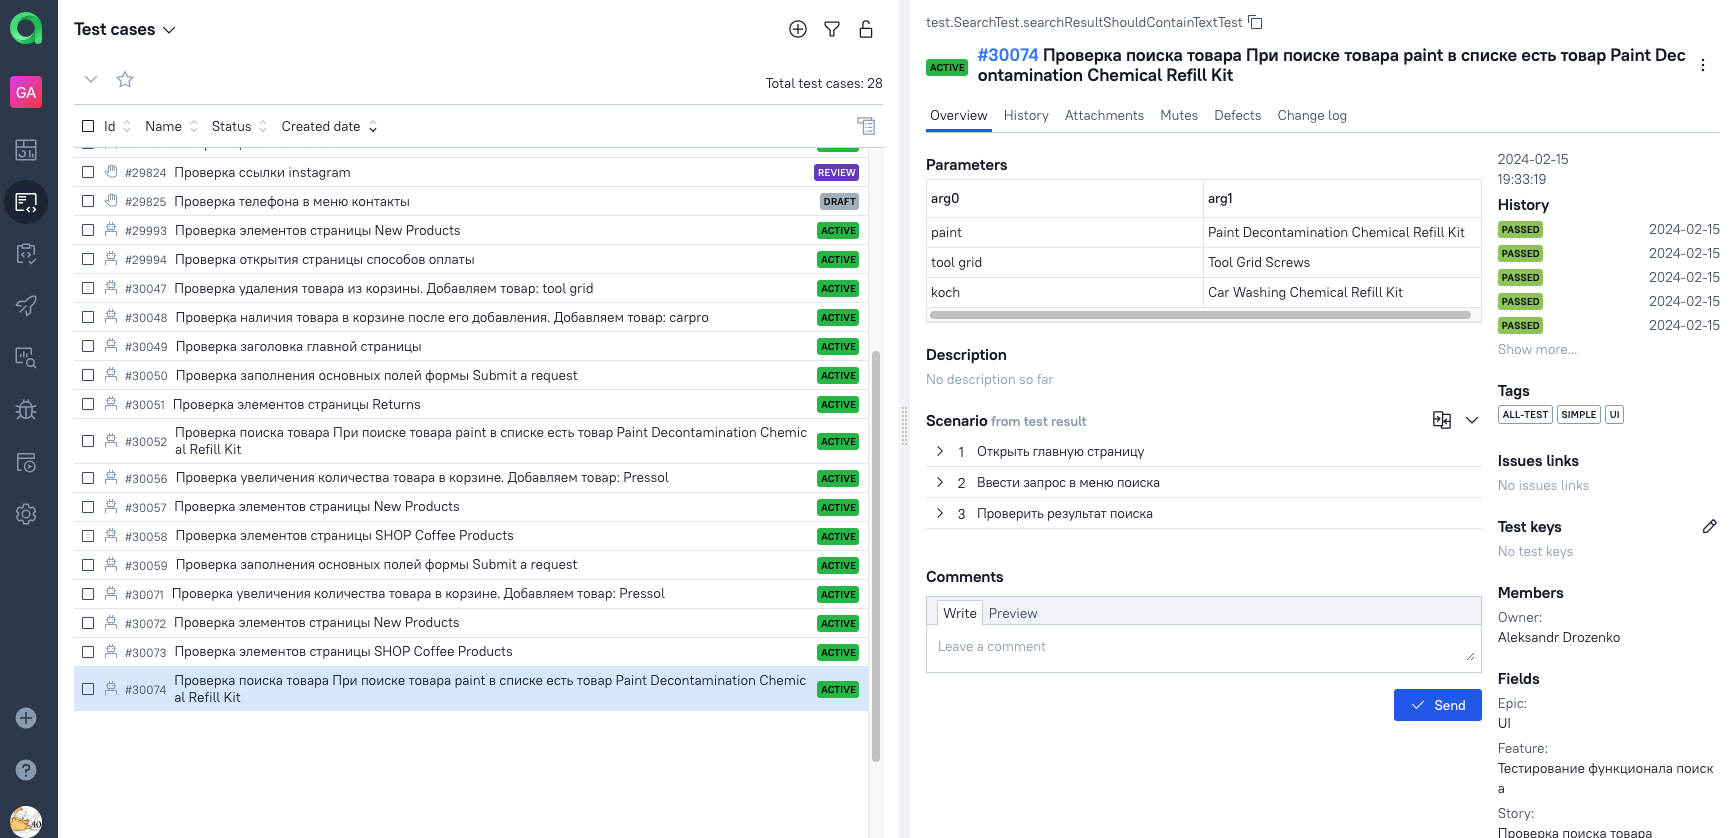 GA
Test cases
Total test cases: 28
Id Name Status Created date
#29824 Проверка ссылки instagram REVIEW
#29825 Проверка телефона в меню контакты DRAFT
#29993 Проверка элементов страницы New Products ACTIVE
#29994 Проверка открытия страницы способов оплаты ACTIVE
#30047 Проверка удаления товара из корзины. Добавляем товар: tool grid ACTIVE
#30048 Проверка наличия товара в корзине после его добавления. Добавляем товар: carpro ACTIVE
#30049 Проверка заголовка главной страницы ACTIVE
#30050 Проверка заполнения основных полей формы Submit a request ACTIVE
#30051 Проверка элементов страницы Returns ACTIVE
#30052 Проверка поиска товара При поиске товара paint в списке есть товар Paint Decontamination Chemic
al Refill Kit ACTIVE
#30056 Проверка увеличения количества товара в корзине. Добавляем товар: Pressol ACTIVE
#30057 Проверка элементов страницы New Products ACTIVE
#30058 Проверка элементов страницы SHOP Coffee Products ACTIVE
#30059 Проверка заполнения основных полей формы Submit a request ACTIVE
#30071 Проверка увеличения количества товара в корзине. Добавляем товар: Pressol ACTIVE
#30072 Проверка элементов страницы New Products ACTIVE
#30073 Проверка элементов страницы SHOP Coffee Products ACTIVE
#30074 Проверка поиска товара При поиске товара paint в списке есть товар Paint Decontamination Chemic
al Refill Kit ACTIVE
test.SearchTest.searchResultShouldContainTextTest
ACTIVE #30074 Проверка поиска товара При поиске товара paint в списке есть товар Paint Dec
ontamination Chemical Refill Kit
Overview History Attachments Mutes Defects Change log
Parameters
arg0 arg1
paint Paint Decontamination Chemical Refill Kit
tool grid Tool Grid Screws
koch Car Washing Chemical Refill Kit
Description
No description so far
Scenario from test result
1 Открыть главную страницу
2 Ввести запрос в меню поиска
3 Проверить результат поиска
Comments
Write Preview
Leave a comment
Send
2024-02-15
19:33:19
History
PASSED 2024-02-15
PASSED 2024-02-15
PASSED 2024-02-15
PASSED 2024-02-15
PASSED 2024-02-15
Show more...
Tags
ALL-TEST SIMPLE UI
Issues links
No issues links
Test keys
No test keys
Members
Owner:
Aleksandr Drozenko
Fields
Epic:
UI
Feature:
Тестирование функционала поиск
а
Story:
Проверка поиска товара